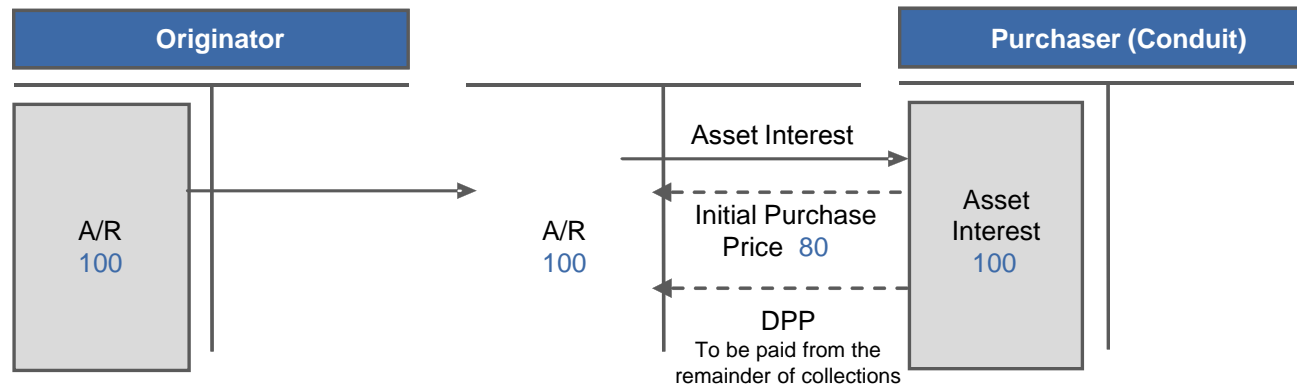 Originator
Purchaser (Conduit)
A/R
100
A/R
100
Asset Interest
Initial Purchase
Price 80
DPP
To be paid from the
remainder of collections
Asset
Interest
100